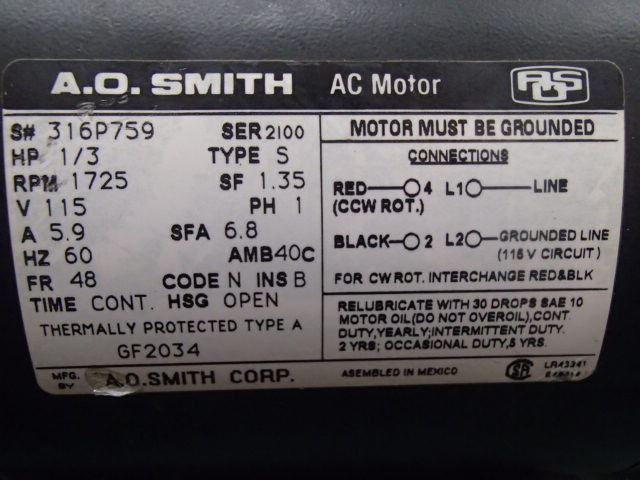 A.O. SMITH AC Motor AOS
S# 316P759 SER 2100
HP 1/3 TYPE S
RPM 1725 SF 1.35
V 115 PH 1
A 5.9 SFA 6.8
HZ 60 AMB40C
FR 48 CODE N INS B
TIME CONT. HSG OPEN
THERMALLY PROTECTED TYPE A
GF2034
MOTOR MUST BE GROUNDED
CONNECTIONS
RED 4 L1 LINE
(CCW ROT.)
BLACK 2 L2 GROUNDED LINE
(115 V CIRCUIT)
FOR CW ROT. INTERCHANGE RED&BLK
RELUBRICATE WITH 30 DROPS SAE 10
MOTOR OIL(DO NOT OVEROIL),CONT.
DUTY,YEARLY;INTERMITTENT DUTY.
2 YRS; OCCASIONAL DUTY,5 YRS.
MFG. BY A.O.SMITH CORP.
ASEMBLED IN MEXICO
LR43341